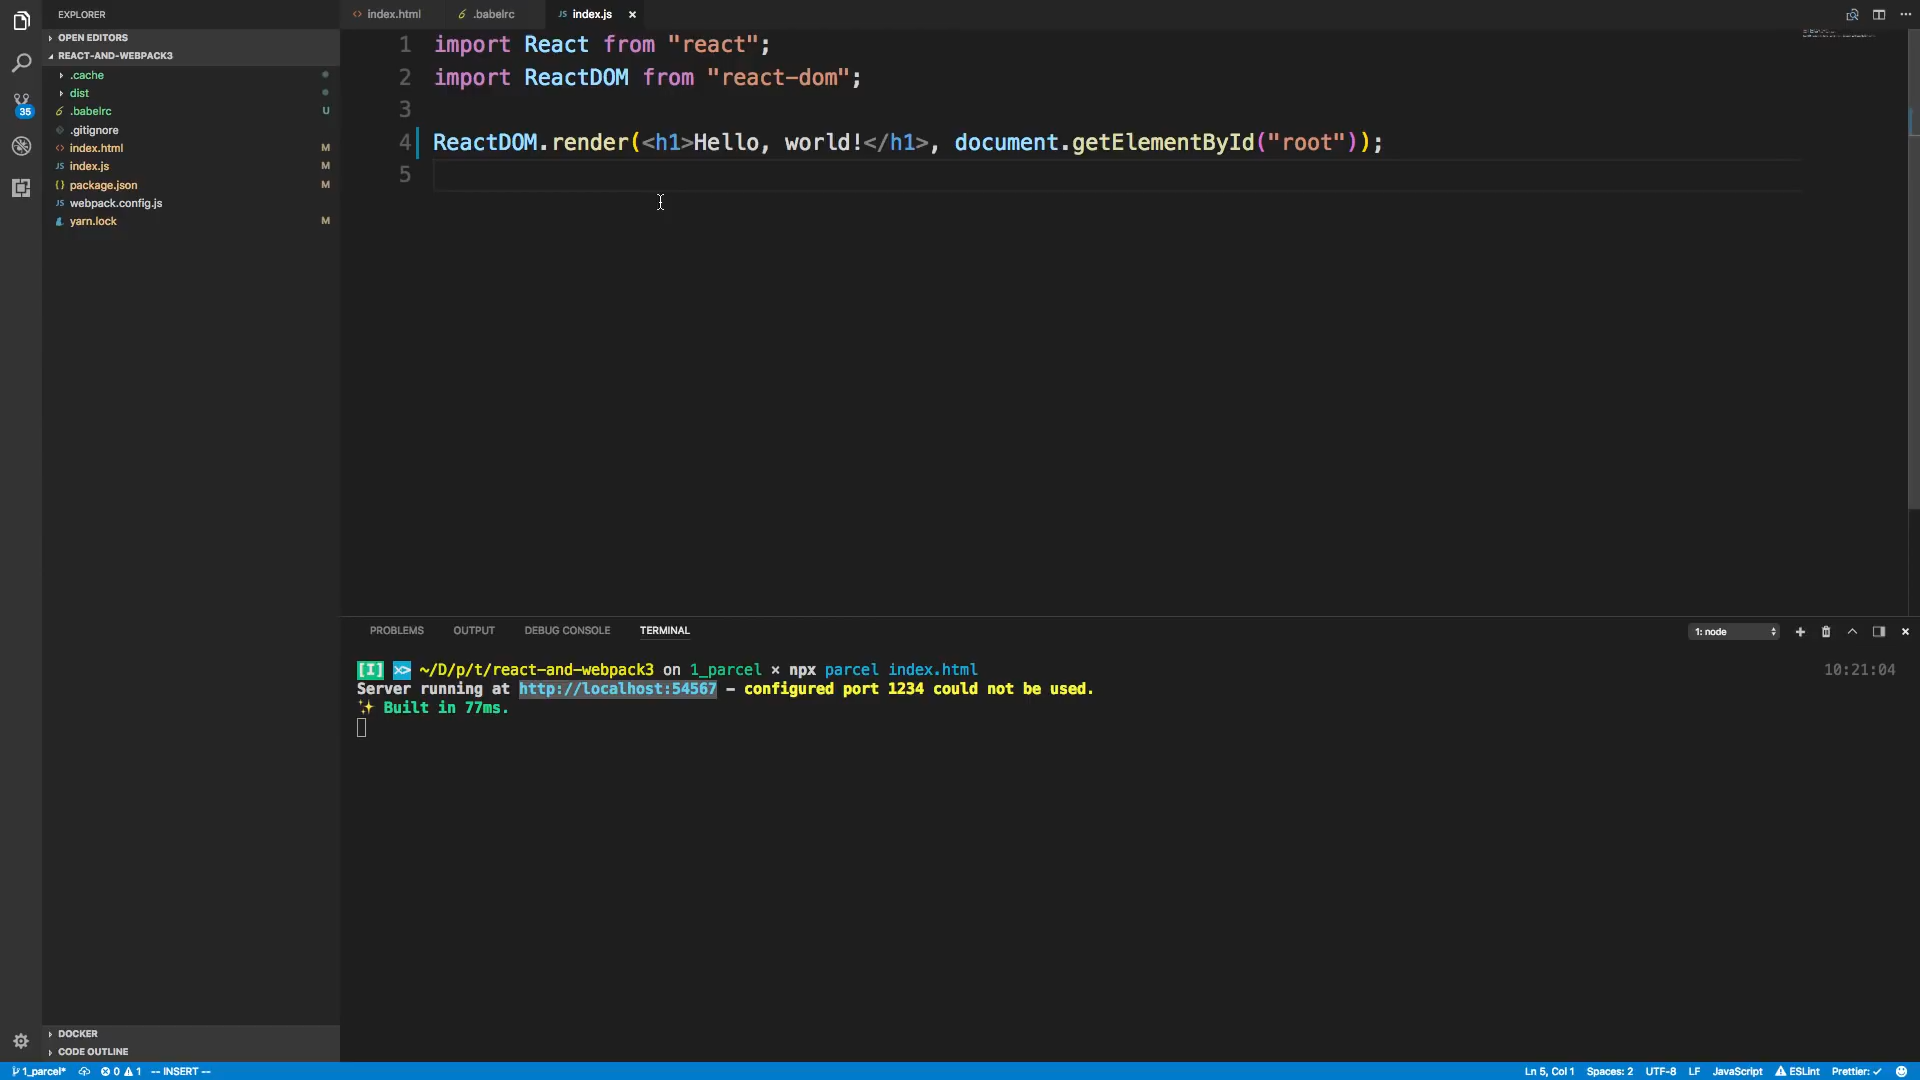 EXPLORER
OPEN EDITORS
REACT-AND-WEBPACK3
.cache
dist
.babelrc U
.gitignore
index.html M
index.js M
package.json M
webpack.config.js
yarn.lock M
DOCKER
CODE OUTLINE
35
index.html
.babelrc
JS index.js
1 import React from "react";
2 import ReactDOM from "react-dom";
3
4 ReactDOM.render(<h1>Hello, world!</h1>, document.getElementById("root"));
5
PROBLEMS OUTPUT DEBUG CONSOLE TERMINAL 1: node
[I] >> ~/D/p/t/react-and-webpack3 on 1_parcel × npx parcel index.html 10:21:04
Server running at http://localhost:54567 – configured port 1234 could not be used.
✨ Built in 77ms.
1_parcel* 0 1 -- INSERT -- Ln 5, Col 1 Spaces: 2 UTF-8 LF JavaScript ESLint Prettier: ✓